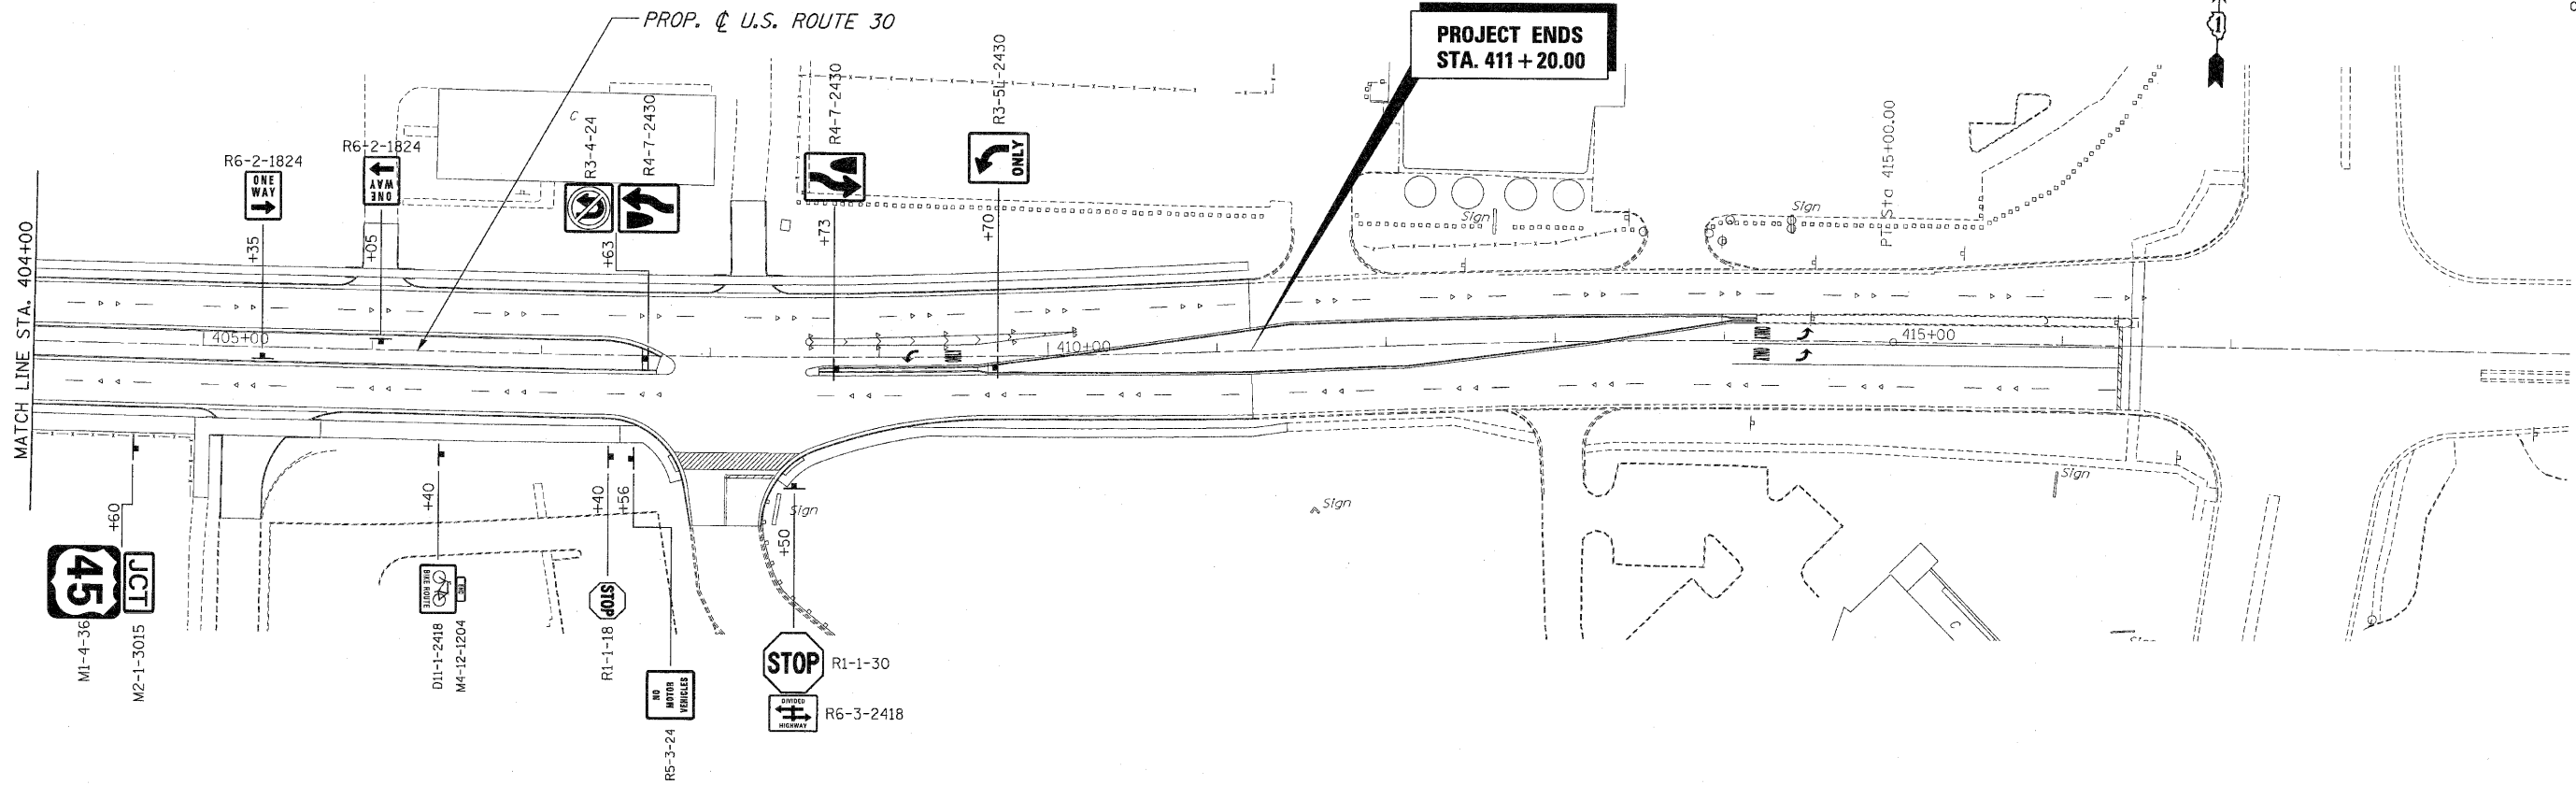 PROP. ℄ U.S. ROUTE 30
PROJECT ENDS
STA. 411+20.00
1
MATCH LINE STA. 404+00
R6-2-1824
ONE
WAY
+35
R6-2-1824
ONE
WAY
+05
C
R3-4-24
R4-7-2430
+63
R4-7-2430
+73
R3-5L-2430
ONLY
+70
Sign
Sign
PT Sta 415+00.00
405+00
410+00
415+00
+60
45
JCT
M1-4-36
M2-1-3015
+40
BIKE ROUTE
D11-1-2418
M4-12-1204
+40
STOP
R1-1-18
+56
NO
MOTOR
VEHICLES
R5-3-24
Sign
+50
STOP
R1-1-30
DIVIDED
HIGHWAY
R6-3-2418
Sign
Sign
C
Sign